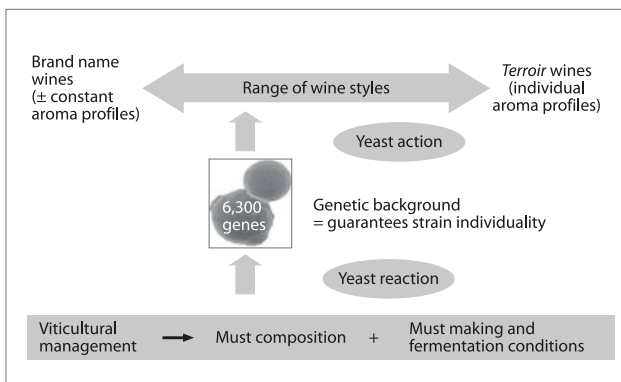 Brand name
wines
(± constant
aroma profiles)
Range of wine styles
Terroir wines
(individual
aroma profiles)
Yeast action
6,300
genes
Genetic background
= guarantees strain individuality
Yeast reaction
Viticultural
management
Must composition
+
Must making and
fermentation conditions